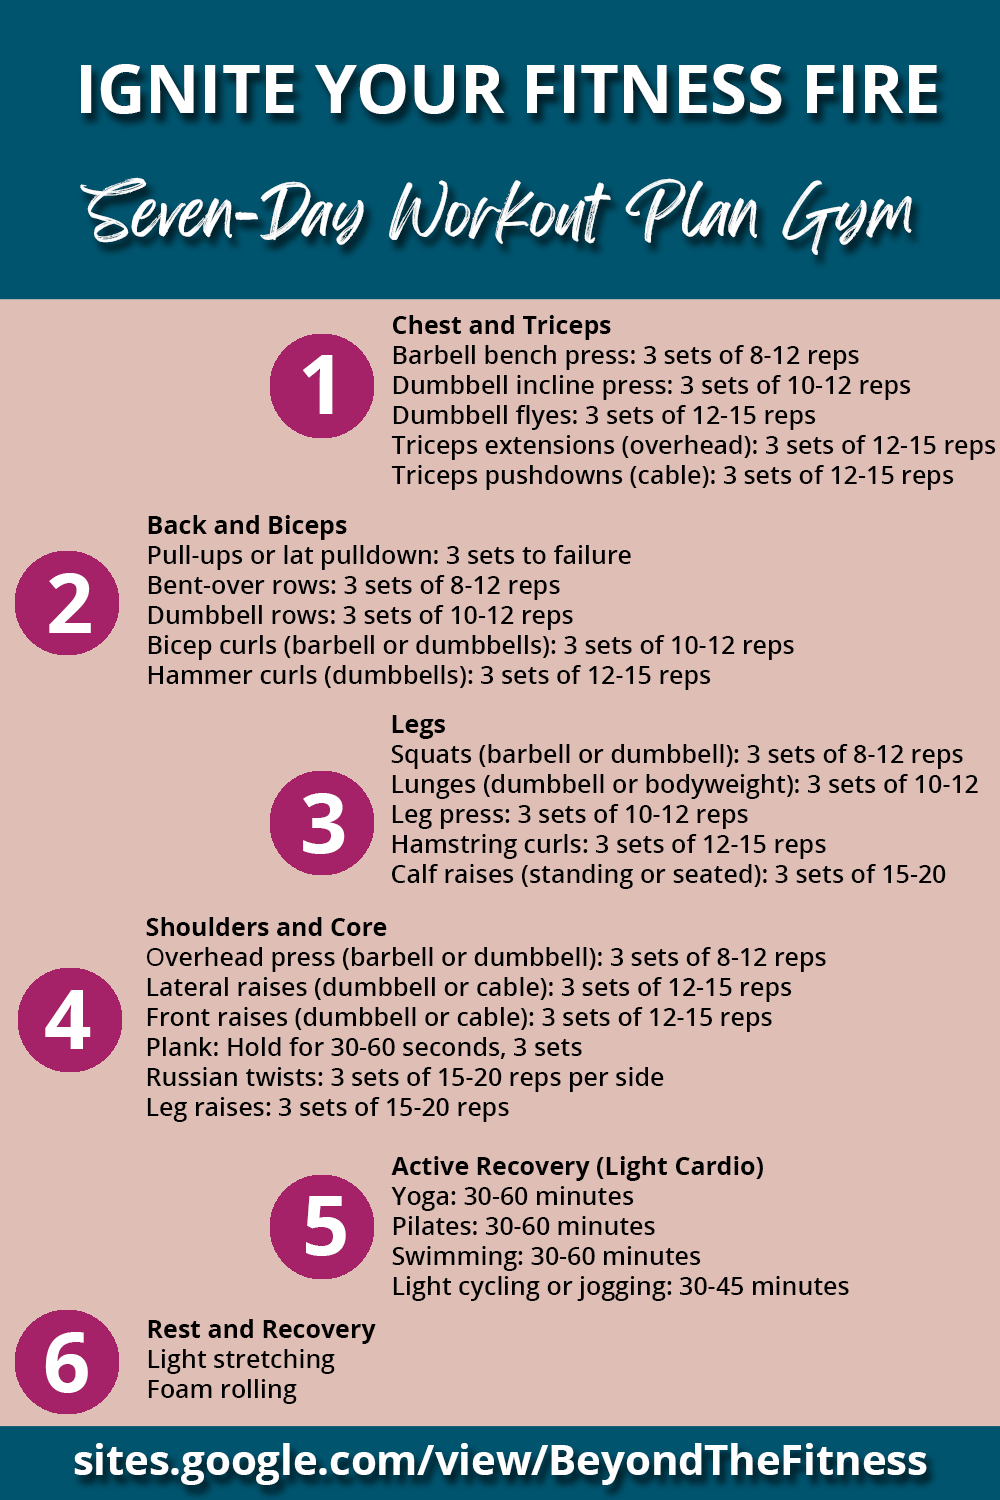 IGNITE YOUR FITNESS FIRE
Seven-Day Workout Plan Gym
1
Chest and Triceps
Barbell bench press: 3 sets of 8-12 reps
Dumbbell incline press: 3 sets of 10-12 reps
Dumbbell flyes: 3 sets of 12-15 reps
Triceps extensions (overhead): 3 sets of 12-15 reps
Triceps pushdowns (cable): 3 sets of 12-15 reps
2
Back and Biceps
Pull-ups or lat pulldown: 3 sets to failure
Bent-over rows: 3 sets of 8-12 reps
Dumbbell rows: 3 sets of 10-12 reps
Bicep curls (barbell or dumbbells): 3 sets of 10-12 reps
Hammer curls (dumbbells): 3 sets of 12-15 reps
3
Legs
Squats (barbell or dumbbell): 3 sets of 8-12 reps
Lunges (dumbbell or bodyweight): 3 sets of 10-12
Leg press: 3 sets of 10-12 reps
Hamstring curls: 3 sets of 12-15 reps
Calf raises (standing or seated): 3 sets of 15-20
4
Shoulders and Core
Overhead press (barbell or dumbbell): 3 sets of 8-12 reps
Lateral raises (dumbbell or cable): 3 sets of 12-15 reps
Front raises (dumbbell or cable): 3 sets of 12-15 reps
Plank: Hold for 30-60 seconds, 3 sets
Russian twists: 3 sets of 15-20 reps per side
Leg raises: 3 sets of 15-20 reps
5
Active Recovery (Light Cardio)
Yoga: 30-60 minutes
Pilates: 30-60 minutes
Swimming: 30-60 minutes
Light cycling or jogging: 30-45 minutes
6
Rest and Recovery
Light stretching
Foam rolling
sites.google.com/view/BeyondTheFitness